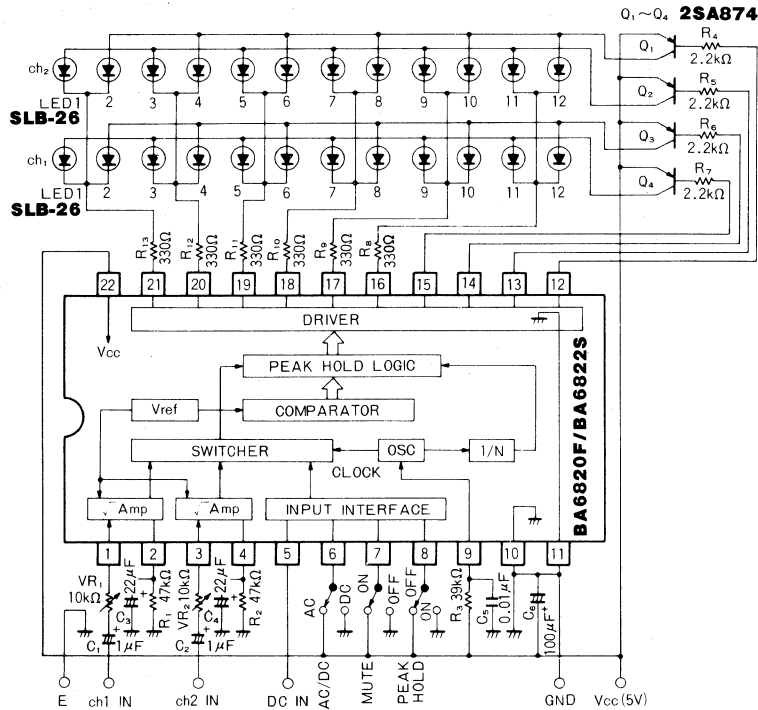 Q₁~Q₄ 2SA874
R₄
2.2kΩ
Q₁
ch₂
LED1 2 3 4 5 6 7 8 9 10 11 12
SLB-26
R₅
2.2kΩ
Q₂
R₆
2.2kΩ
Q₃
ch₁
LED1 2 3 4 5 6 7 8 9 10 11 12
SLB-26
R₇
2.2kΩ
Q₄
R₁₃ 330Ω
R₁₂ 330Ω
R₁₁ 330Ω
R₁₀ 330Ω
R₉ 330Ω
R₈ 330Ω
22 21 20 19 18 17 16 15 14 13 12
DRIVER
Vcc
PEAK HOLD LOGIC
Vref
COMPARATOR
SWITCHER
OSC
1/N
CLOCK
√Amp
√Amp
INPUT INTERFACE
BA6820F/BA6822S
1 2 3 4 5 6 7 8 9 10 11
VR₁
10kΩ
C₃ 22μF
+
R₁ 47kΩ
VR₂ 10kΩ
C₄ 22μF
+
R₂ 47kΩ
AC
DC
ON
OFF
OFF
ON
R₃ 39kΩ
C₅ 0.01μF
C₆ 100μF
+
C₁
+
1μF
C₂
+
1μF
E
ch1 IN
ch2 IN
DC IN
AC/DC
MUTE
PEAK HOLD
GND
Vcc (5V)